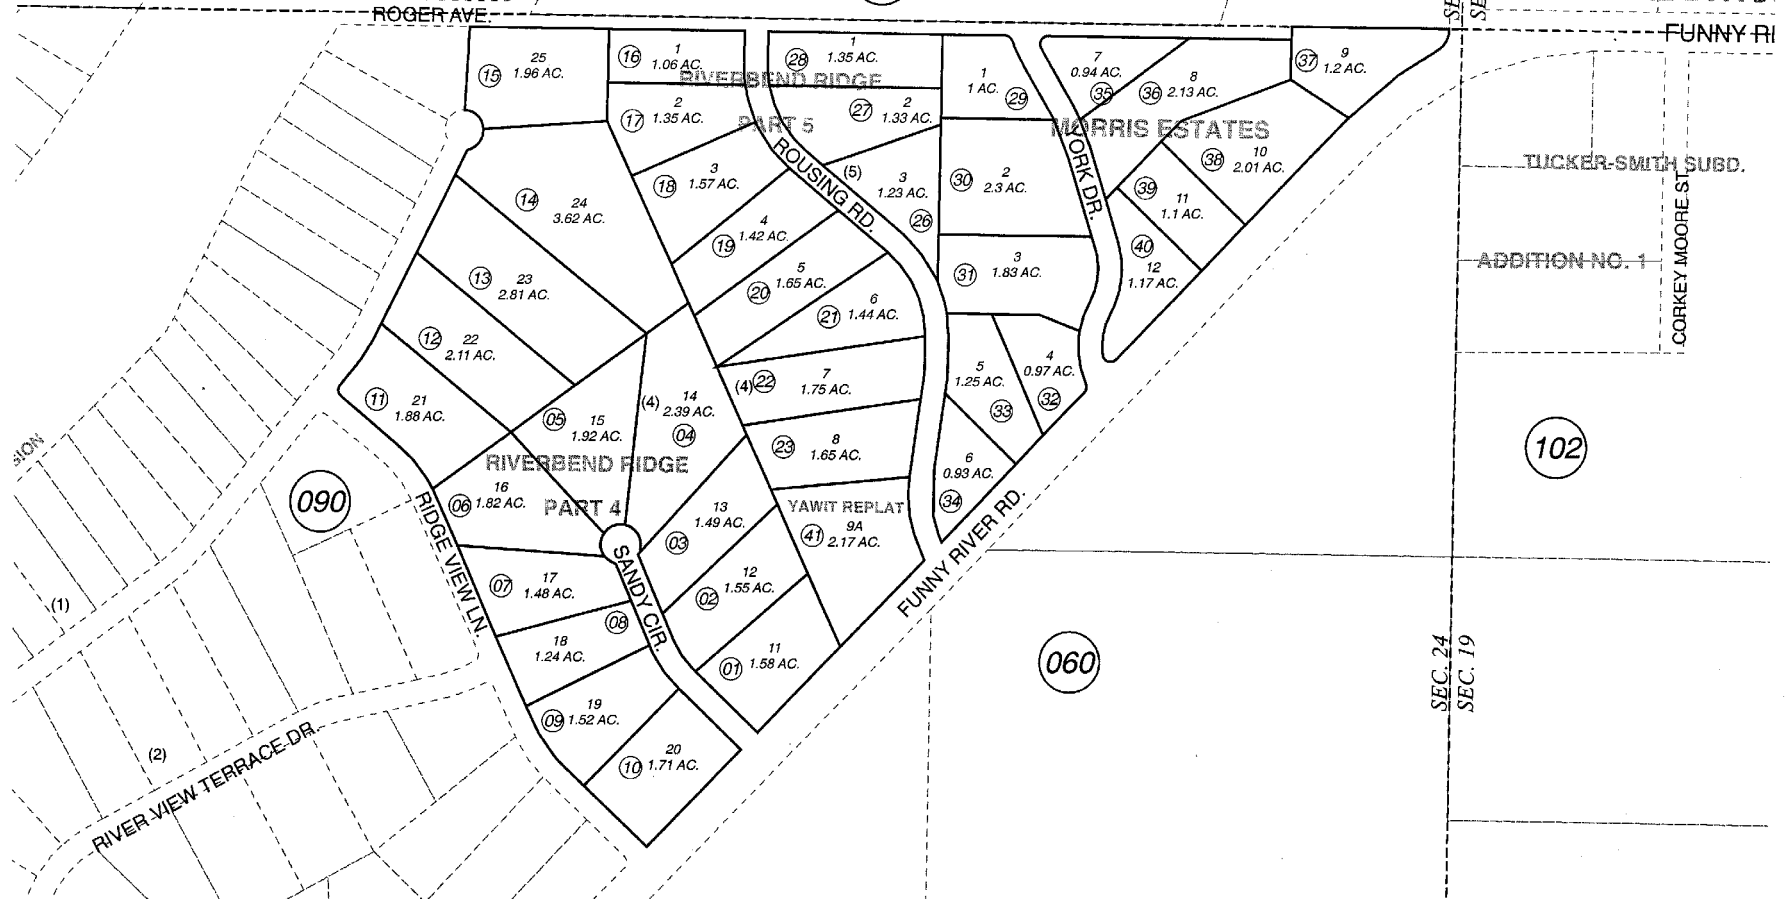 ROGER AVE.
SEC. 24
SEC. 19
FUNNY RI
15
25
1.96 AC.
16
1
1.06 AC.
28
1
1.35 AC.
1
1 AC.
29
7
0.94 AC.
35
8
36
2.13 AC.
37
9
1.2 AC.
RIVERBEND RIDGE
PART 5
17
2
1.35 AC.
27
2
1.33 AC.
MORRIS ESTATES
YORK DR.
ROUSING RD.
(5)
38
10
2.01 AC.
TUCKER-SMITH SUBD.
ADDITION NO. 1
CORKEY MOORE ST.
18
3
1.57 AC.
3
1.23 AC.
26
30
2
2.3 AC.
39
11
1.1 AC.
14
24
3.62 AC.
19
4
1.42 AC.
40
12
1.17 AC.
13
23
2.81 AC.
20
5
1.65 AC.
31
3
1.83 AC.
12
22
2.11 AC.
21
6
1.44 AC.
11
21
1.88 AC.
05
15
1.92 AC.
(4)
14
2.39 AC.
04
(4)
22
7
1.75 AC.
5
1.25 AC.
33
4
0.97 AC.
32
23
8
1.65 AC.
6
0.93 AC.
34
102
SION
090
RIVERBEND RIDGE
PART 4
06
16
1.82 AC.
YAWIT REPLAT
41
9A
2.17 AC.
03
13
1.49 AC.
RIDGE VIEW LN.
SANDY CIR.
FUNNY RIVER RD.
07
17
1.48 AC.
02
12
1.55 AC.
08
18
1.24 AC.
01
11
1.58 AC.
060
(1)
09
19
1.52 AC.
10
20
1.71 AC.
(2)
RIVER VIEW TERRACE DR.